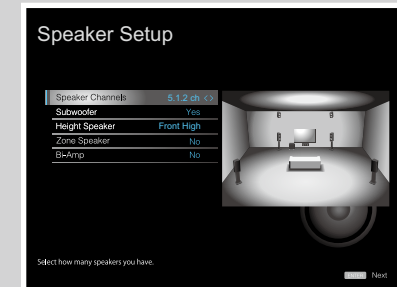 Speaker Setup
Speaker Channels 5.1.2 ch <>
Subwoofer Yes
Height Speaker Front High
Zone Speaker No
Bi-Amp No
Select how many speakers you have.
ENTER Next